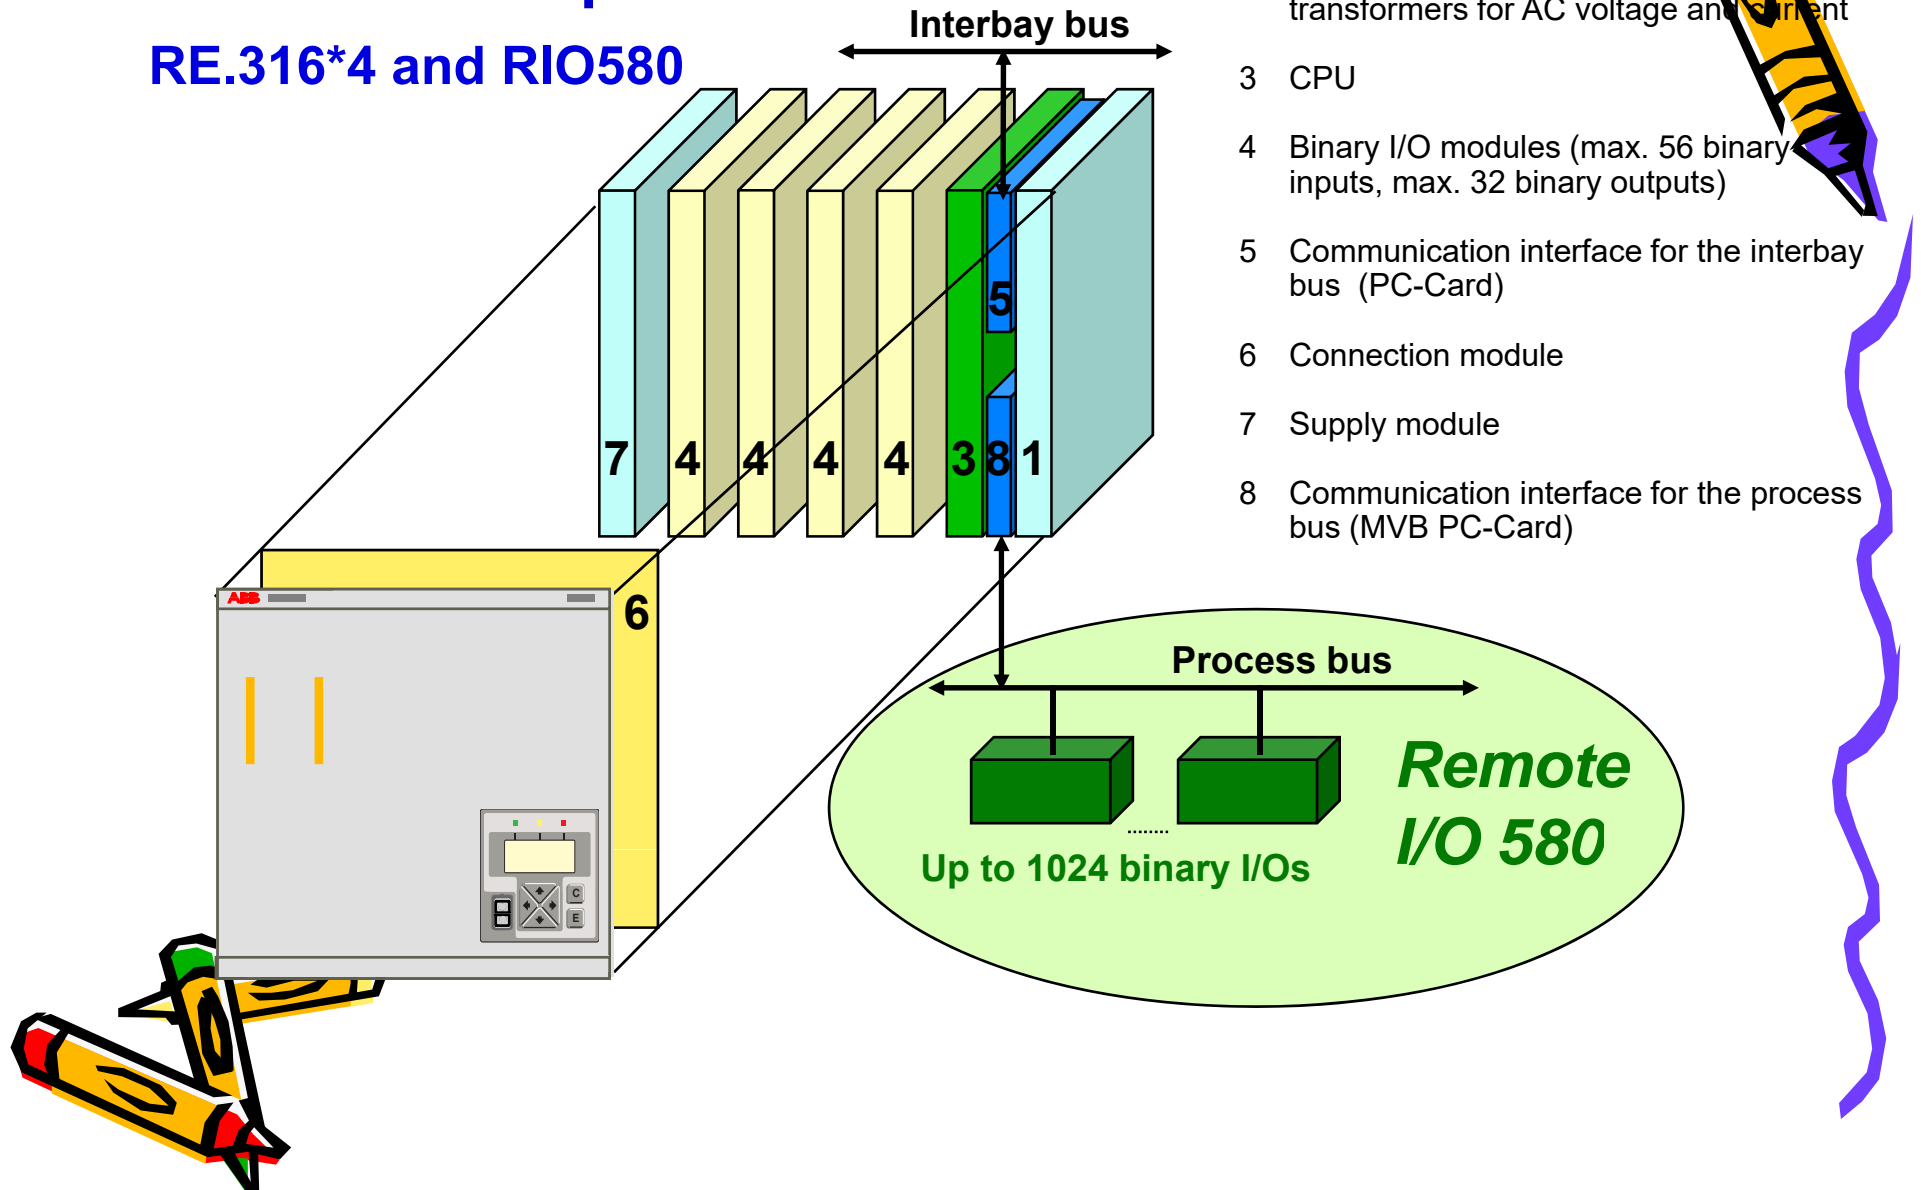 RE.316*4 and RIO580
Interbay bus
transformers for AC voltage and current
3 CPU
4 Binary I/O modules (max. 56 binary
inputs, max. 32 binary outputs)
5 Communication interface for the interbay
bus (PC-Card)
6 Connection module
7 Supply module
8 Communication interface for the process
bus (MVB PC-Card)
5
7 4 4 4 4 3 8 1
ABB
6
C
E
Process bus
........
Up to 1024 binary I/Os
Remote
I/O 580